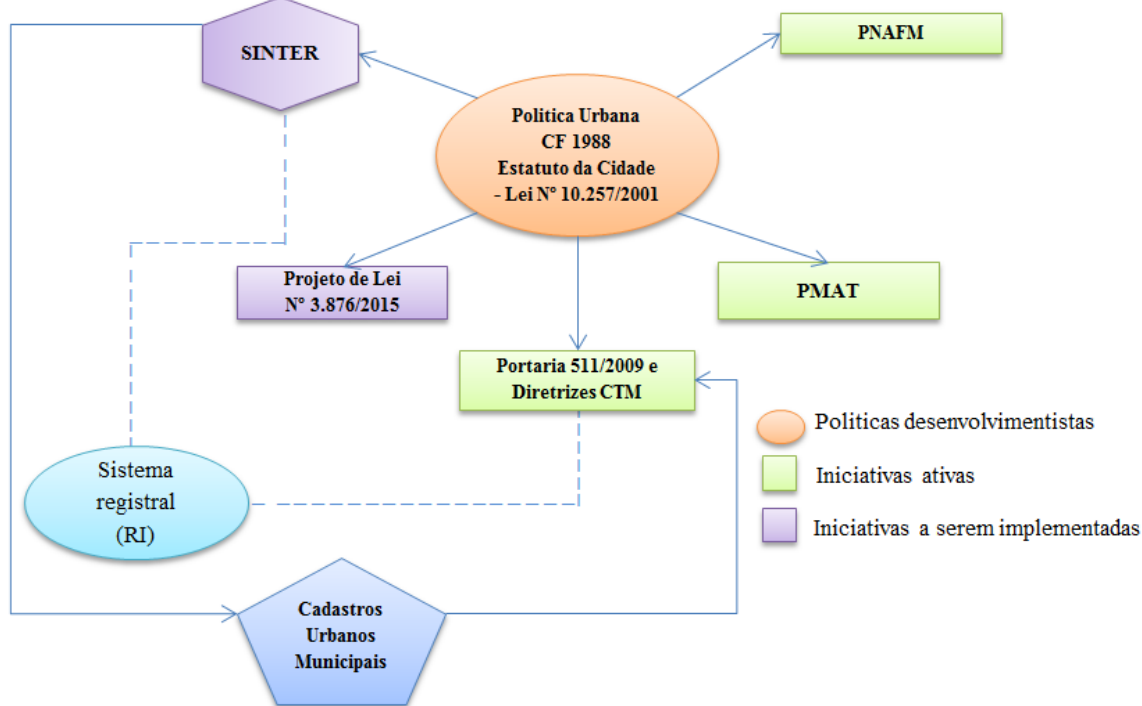 SINTER
PNAFM
Politica Urbana
CF 1988
Estatuto da Cidade
- Lei Nº 10.257/2001
Projeto de Lei
Nº 3.876/2015
PMAT
Portaria 511/2009 e
Diretrizes CTM
Sistema
registral
(RI)
Cadastros
Urbanos
Municipais
Politicas desenvolvimentistas
Iniciativas ativas
Iniciativas a serem implementadas